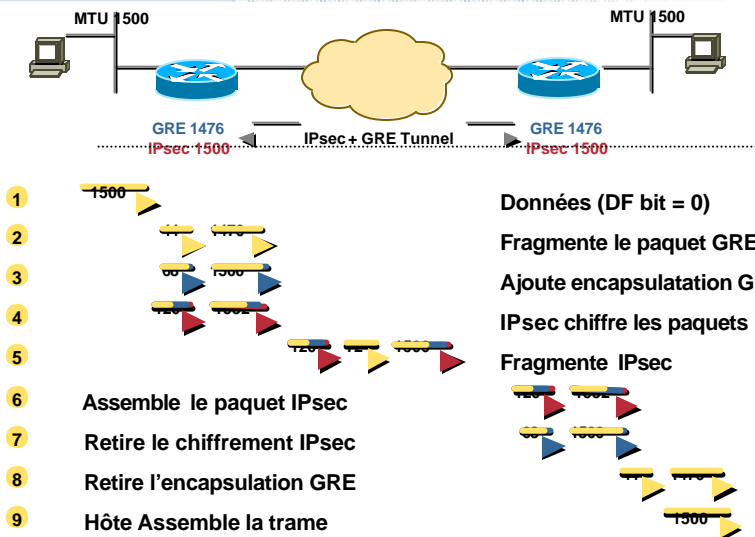 MTU 1500
MTU 1500
GRE 1476
IPsec 1500
IPsec + GRE Tunnel
GRE 1476
IPsec 1500
1
1500
Données (DF bit = 0)
2
Fragmente le paquet GRE
3
Ajoute encapsulatation G
4
IPsec chiffre les paquets
5
Fragmente IPsec
6
Assemble le paquet IPsec
7
Retire le chiffrement IPsec
8
Retire l'encapsulation GRE
9
Hôte Assemble la trame
1500